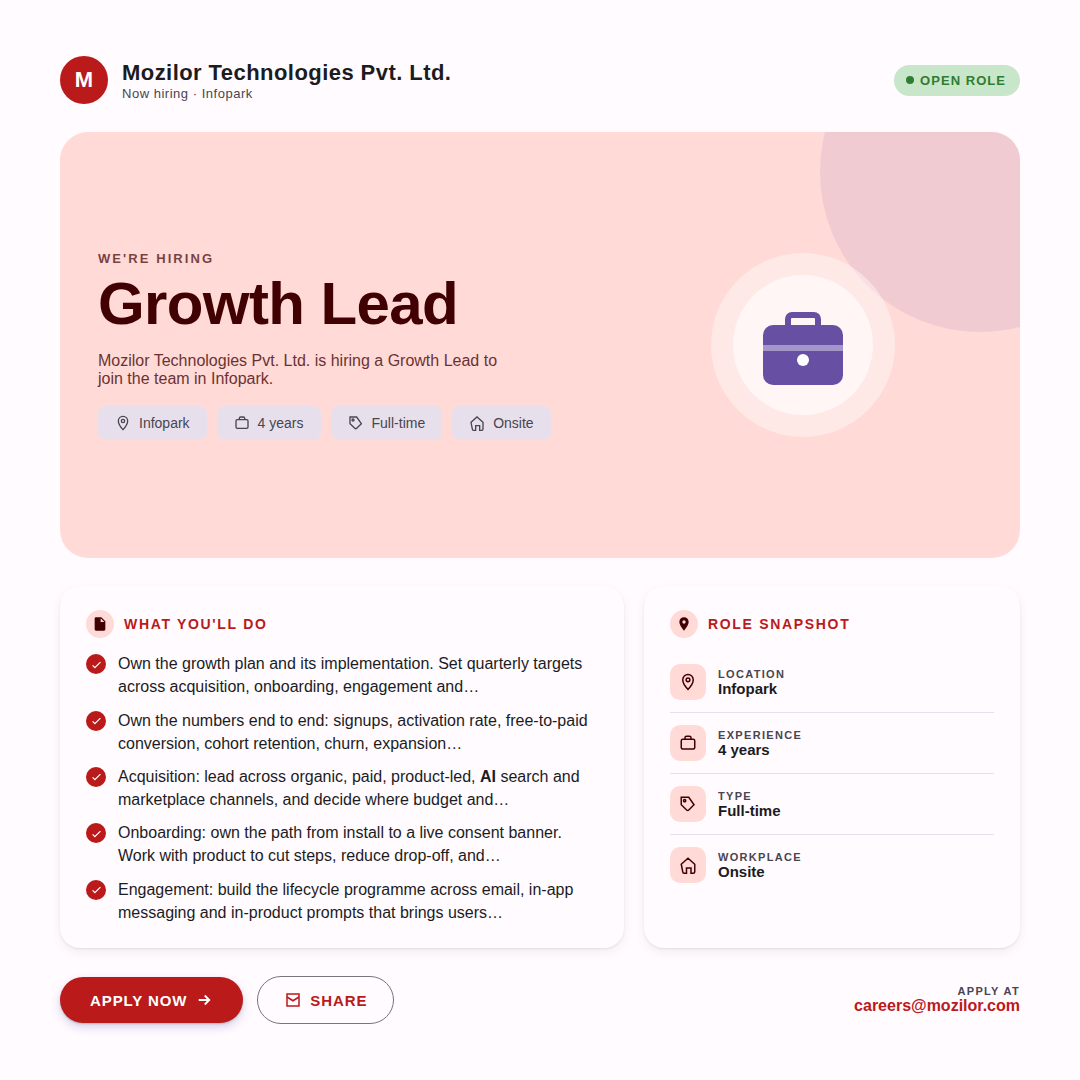 M
Mozilor Technologies Pvt. Ltd.
Now hiring · Infopark
OPEN ROLE
WE'RE HIRING
Growth Lead
Mozilor Technologies Pvt. Ltd. is hiring a Growth Lead to
join the team in Infopark.
Infopark
4 years
Full-time
Onsite
WHAT YOU'LL DO
Own the growth plan and its implementation. Set quarterly targets
across acquisition, onboarding, engagement and…
Own the numbers end to end: signups, activation rate, free-to-paid
conversion, cohort retention, churn, expansion…
Acquisition: lead across organic, paid, product-led, AI search and
marketplace channels, and decide where budget and…
Onboarding: own the path from install to a live consent banner.
Work with product to cut steps, reduce drop-off, and…
Engagement: build the lifecycle programme across email, in-app
messaging and in-product prompts that brings users…
ROLE SNAPSHOT
LOCATION
Infopark
EXPERIENCE
4 years
TYPE
Full-time
WORKPLACE
Onsite
APPLY NOW
SHARE
APPLY AT
careers@mozilor.com